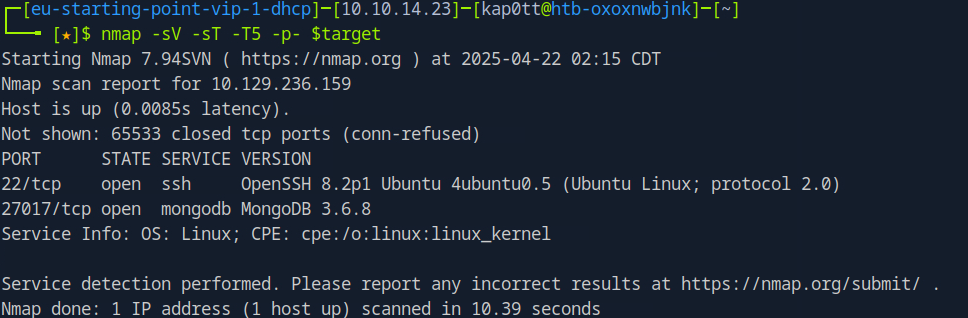 [eu-starting-point-vip-1-dhcp]-[10.10.14.23]-[kap0tt@htb-oxoxnwbjnk]-[~]
[★]$ nmap -sV -sT -T5 -p- $target
Starting Nmap 7.94SVN ( https://nmap.org ) at 2025-04-22 02:15 CDT
Nmap scan report for 10.129.236.159
Host is up (0.0085s latency).
Not shown: 65533 closed tcp ports (conn-refused)
PORT      STATE SERVICE VERSION
22/tcp    open  ssh     OpenSSH 8.2p1 Ubuntu 4ubuntu0.5 (Ubuntu Linux; protocol 2.0)
27017/tcp open  mongodb MongoDB 3.6.8
Service Info: OS: Linux; CPE: cpe:/o:linux:linux_kernel

Service detection performed. Please report any incorrect results at https://nmap.org/submit/ .
Nmap done: 1 IP address (1 host up) scanned in 10.39 seconds